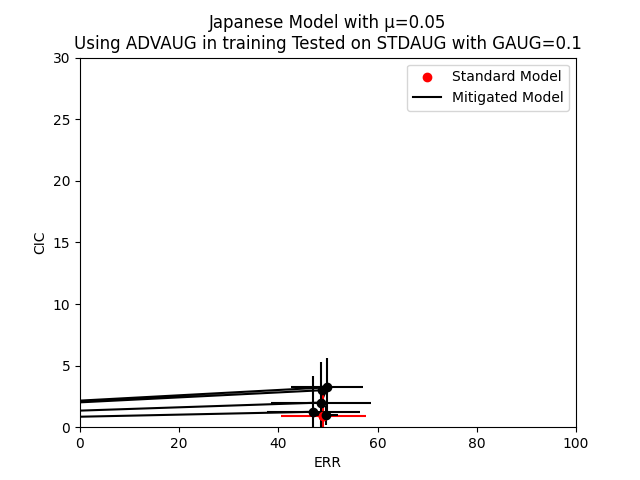 Japanese Model with μ=0.05
Using ADVAUG in training Tested on STDAUG with GAUG=0.1
Standard Model
Mitigated Model
CIC
30
25
20
15
10
5
0
0 20 40 60 80 100
ERR